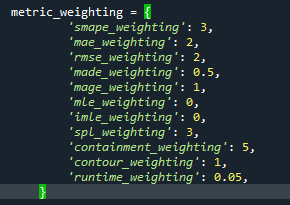 metric_weighting = {
'smape_weighting': 3,
'mae_weighting': 2,
'rmse_weighting': 2,
'made_weighting': 0.5,
'mage_weighting': 1,
'mle_weighting': 0,
'imle_weighting': 0,
'spl_weighting': 3,
'containment_weighting': 5,
'contour_weighting': 1,
'runtime_weighting': 0.05,
}